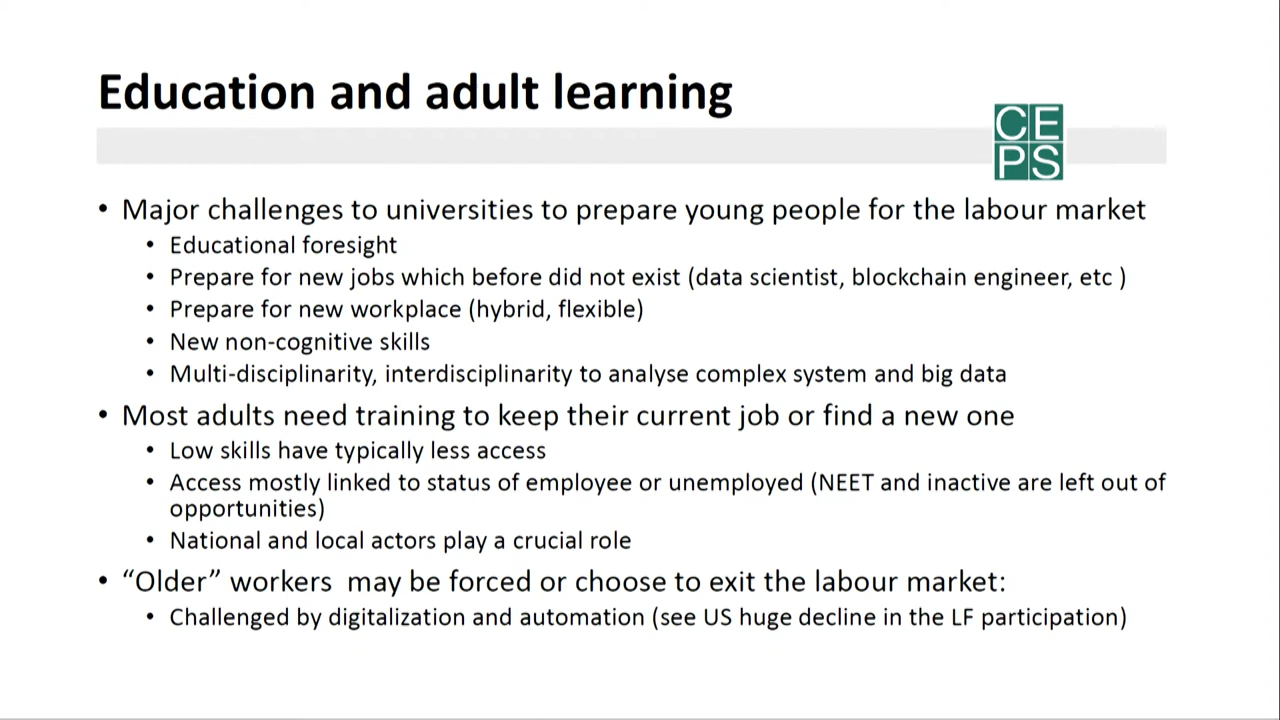 Education and adult learning
CE
PS
• Major challenges to universities to prepare young people for the labour market
• Educational foresight
• Prepare for new jobs which before did not exist (data scientist, blockchain engineer, etc )
• Prepare for new workplace (hybrid, flexible)
• New non-cognitive skills
• Multi-disciplinarity, interdisciplinarity to analyse complex system and big data
• Most adults need training to keep their current job or find a new one
• Low skills have typically less access
• Access mostly linked to status of employee or unemployed (NEET and inactive are left out of
opportunities)
• National and local actors play a crucial role
• “Older” workers  may be forced or choose to exit the labour market:
• Challenged by digitalization and automation (see US huge decline in the LF participation)